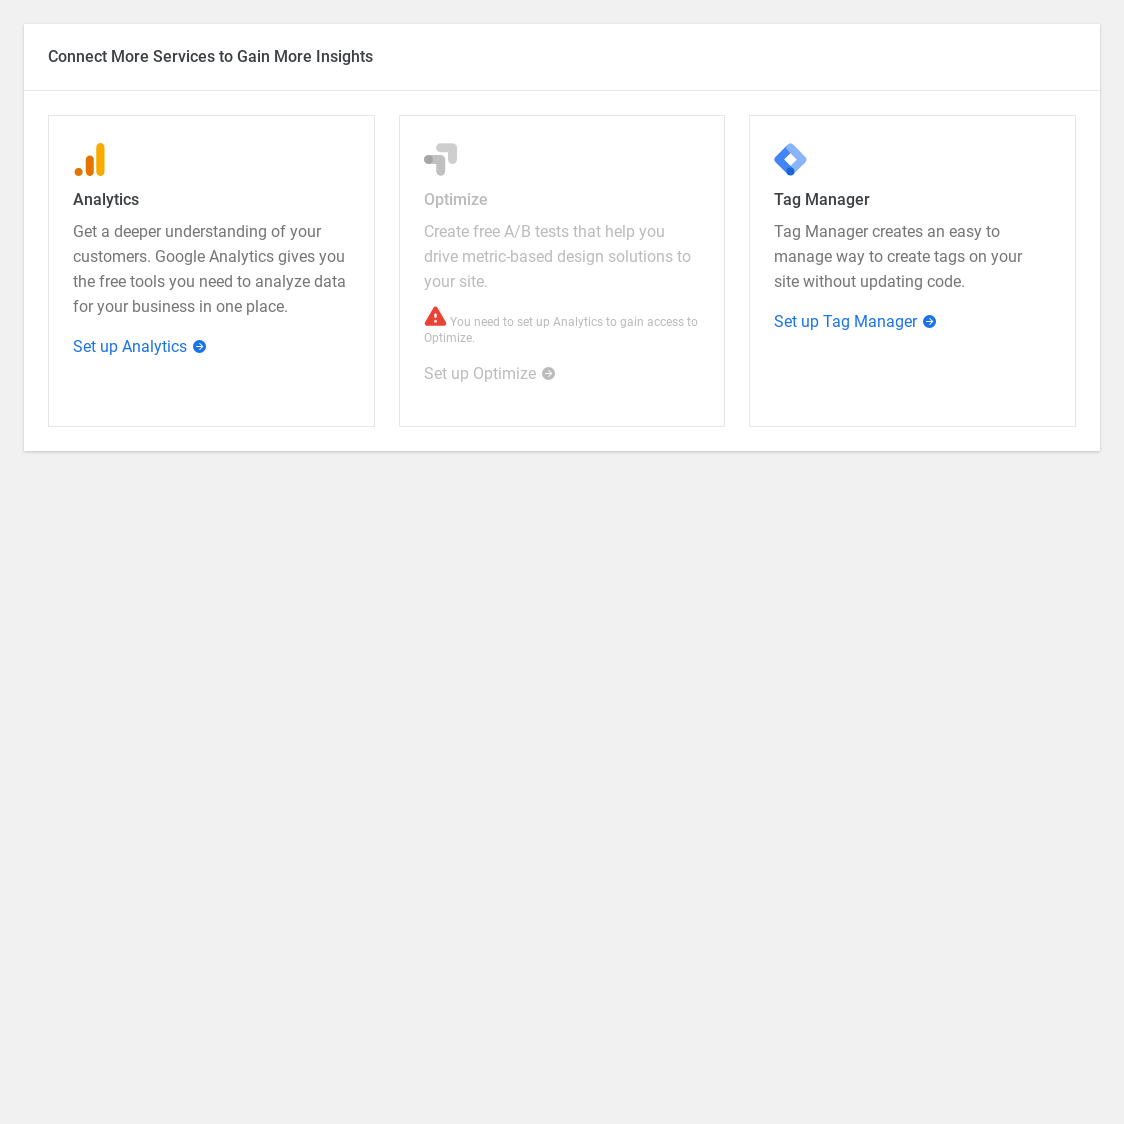 Connect More Services to Gain More Insights
Analytics
Get a deeper understanding of your
customers. Google Analytics gives you
the free tools you need to analyze data
for your business in one place.
Set up Analytics
Optimize
Create free A/B tests that help you
drive metric-based design solutions to
your site.
You need to set up Analytics to gain access to
Optimize.
Set up Optimize
Tag Manager
Tag Manager creates an easy to
manage way to create tags on your
site without updating code.
Set up Tag Manager